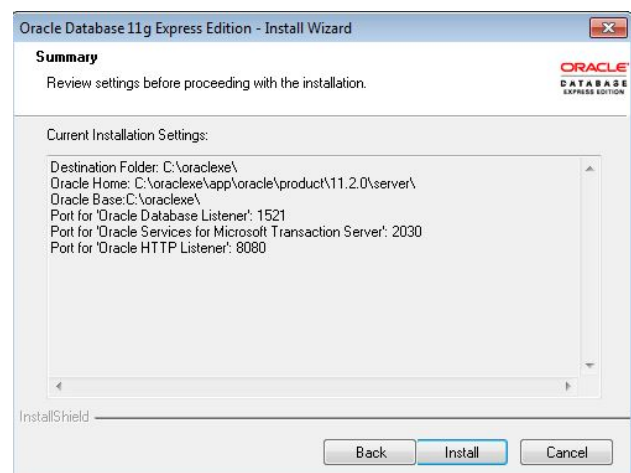 Oracle Database 11g Express Edition - Install Wizard
Summary
Review settings before proceeding with the installation.
ORACLE
DATABASE
EXPRESS EDITION
Current Installation Settings:
Destination Folder: C:\oraclexe\
Oracle Home: C:\oraclexe\app\oracle\product\11.2.0\server\
Oracle Base:C:\oraclexe\
Port for 'Oracle Database Listener': 1521
Port for 'Oracle Services for Microsoft Transaction Server': 2030
Port for 'Oracle HTTP Listener': 8080
InstallShield
Back
Install
Cancel